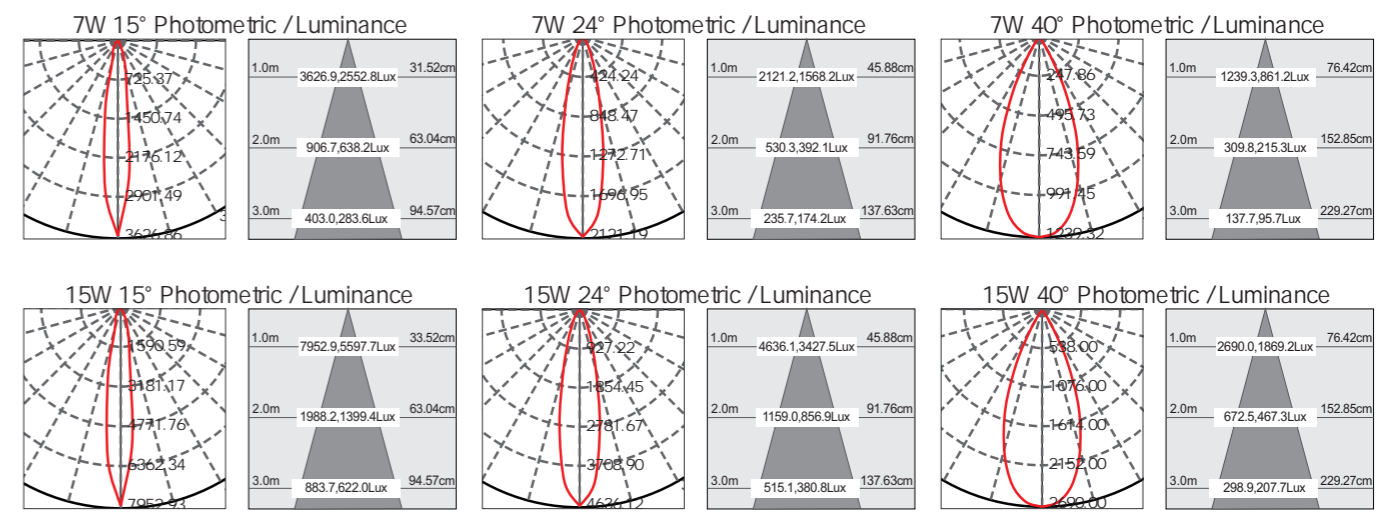 7W 15° Photometric /Luminance
725.37
1450.74
2176.12
2901.49
3626.86
1.0m 3626.9,2552.8Lux 31.52cm
2.0m 906.7,638.2Lux 63.04cm
3.0m 403.0,283.6Lux 94.57cm
7W 24° Photometric /Luminance
424.24
848.47
1272.71
1696.95
2121.19
1.0m 2121.2,1568.2Lux 45.88cm
2.0m 530.3,392.1Lux 91.76cm
3.0m 235.7,174.2Lux 137.63cm
7W 40° Photometric /Luminance
247.86
495.73
743.59
991.45
1239.32
1.0m 1239.3,861.2Lux 76.42cm
2.0m 309.8,215.3Lux 152.85cm
3.0m 137.7,95.7Lux 229.27cm
15W 15° Photometric /Luminance
1590.59
3181.17
4771.76
6362.34
7952.93
1.0m 7952.9,5597.7Lux 33.52cm
2.0m 1988.2,1399.4Lux 63.04cm
3.0m 883.7,622.0Lux 94.57cm
15W 24° Photometric /Luminance
927.22
1854.45
2781.67
3708.90
4636.12
1.0m 4636.1,3427.5Lux 45.88cm
2.0m 1159.0,856.9Lux 91.76cm
3.0m 515.1,380.8Lux 137.63cm
15W 40° Photometric /Luminance
538.00
1076.00
1614.00
2152.00
2690.00
1.0m 2690.0,1869.2Lux 76.42cm
2.0m 672.5,467.3Lux 152.85cm
3.0m 298.9,207.7Lux 229.27cm